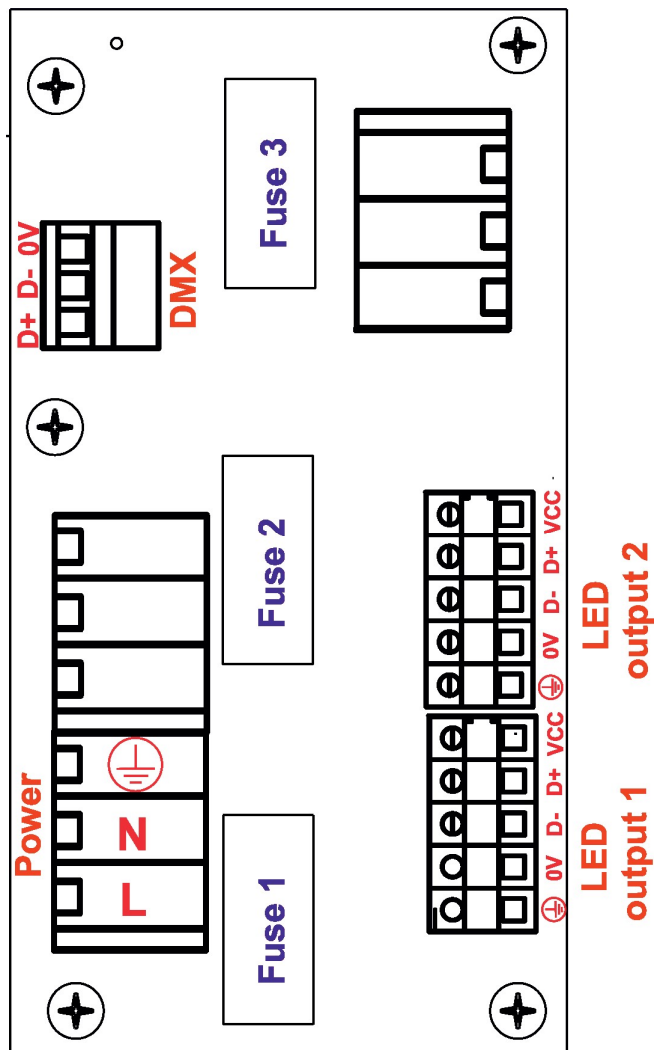 Fuse 3
D+ D- 0V
DMX
Fuse 2
Power
N
L
Fuse 1
0V D- D+ VCC
LED
output 2
0V D- D+ VCC
LED
output 1